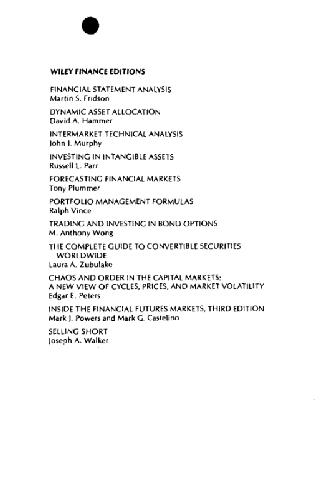 WILEY FINANCE EDITIONS
FINANCIAL STATEMENT ANALYSIS
Martin S. Fridson
DYNAMIC ASSET ALLOCATION
David A. Hammer
INTERMARKET TECHNICAL ANALYSIS
John J. Murphy
INVESTING IN INTANGIBLE ASSETS
Russell L. Parr
FORECASTING FINANCIAL MARKETS
Tony Plummer
PORTFOLIO MANAGEMENT FORMULAS
Ralph Vince
TRADING AND INVESTING IN BOND OPTIONS
M. Anthony Wong
THE COMPLETE GUIDE TO CONVERTIBLE SECURITIES
WORLDWIDE
Laura A. Zubulake
CHAOS AND ORDER IN THE CAPITAL MARKETS:
A NEW VIEW OF CYCLES, PRICES, AND MARKET VOLATILITY
Edgar E. Peters
INSIDE THE FINANCIAL FUTURES MARKETS, THIRD EDITION
Mark J. Powers and Mark G. Castelino
SELLING SHORT
Joseph A. Walker